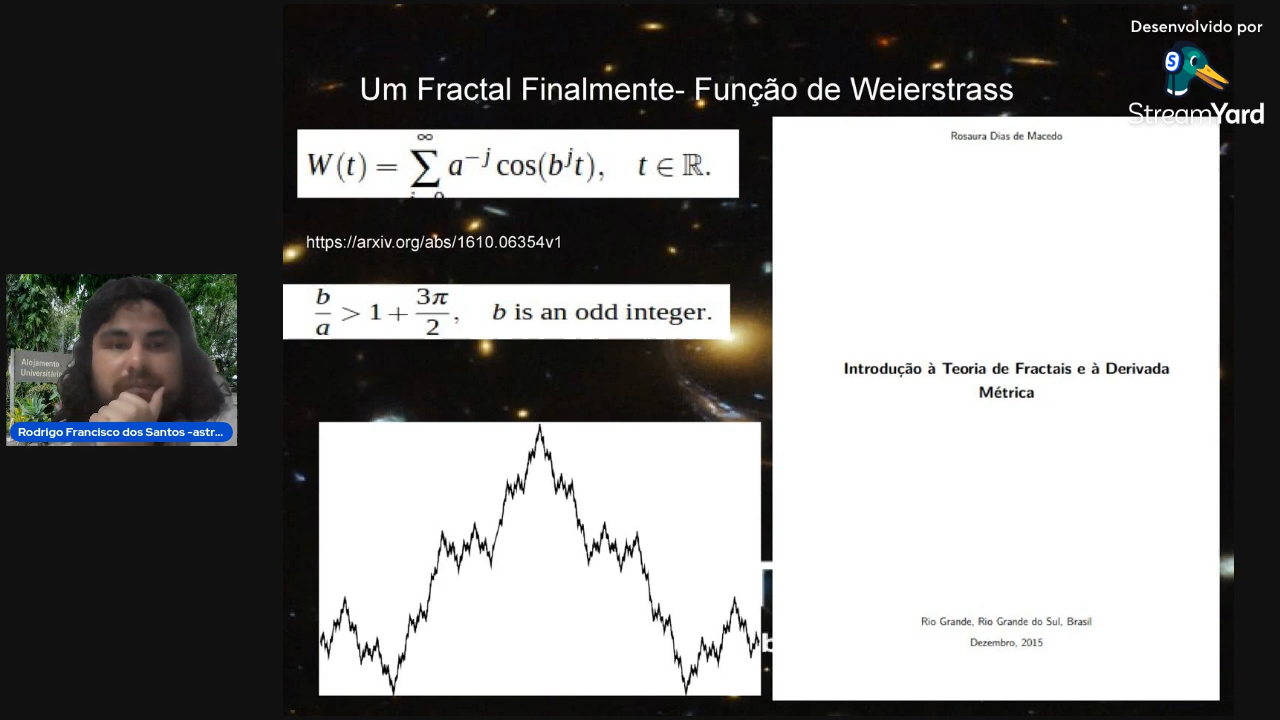 Desenvolvido por
StreamYard
Um Fractal Finalmente- Função de Weierstrass
W(t) = ∑ a^{-j} cos(b^j t), t ∈ ℝ.
∞
https://arxiv.org/abs/1610.06354v1
b/a > 1 + 3π/2, b is an odd integer.
Rosaura Dias de Macedo
Introdução à Teoria de Fractais e à Derivada
Métrica
Rio Grande, Rio Grande do Sul, Brasil
Dezembro, 2015
Alojamento
Universitário
Rodrigo Francisco dos Santos -astr...